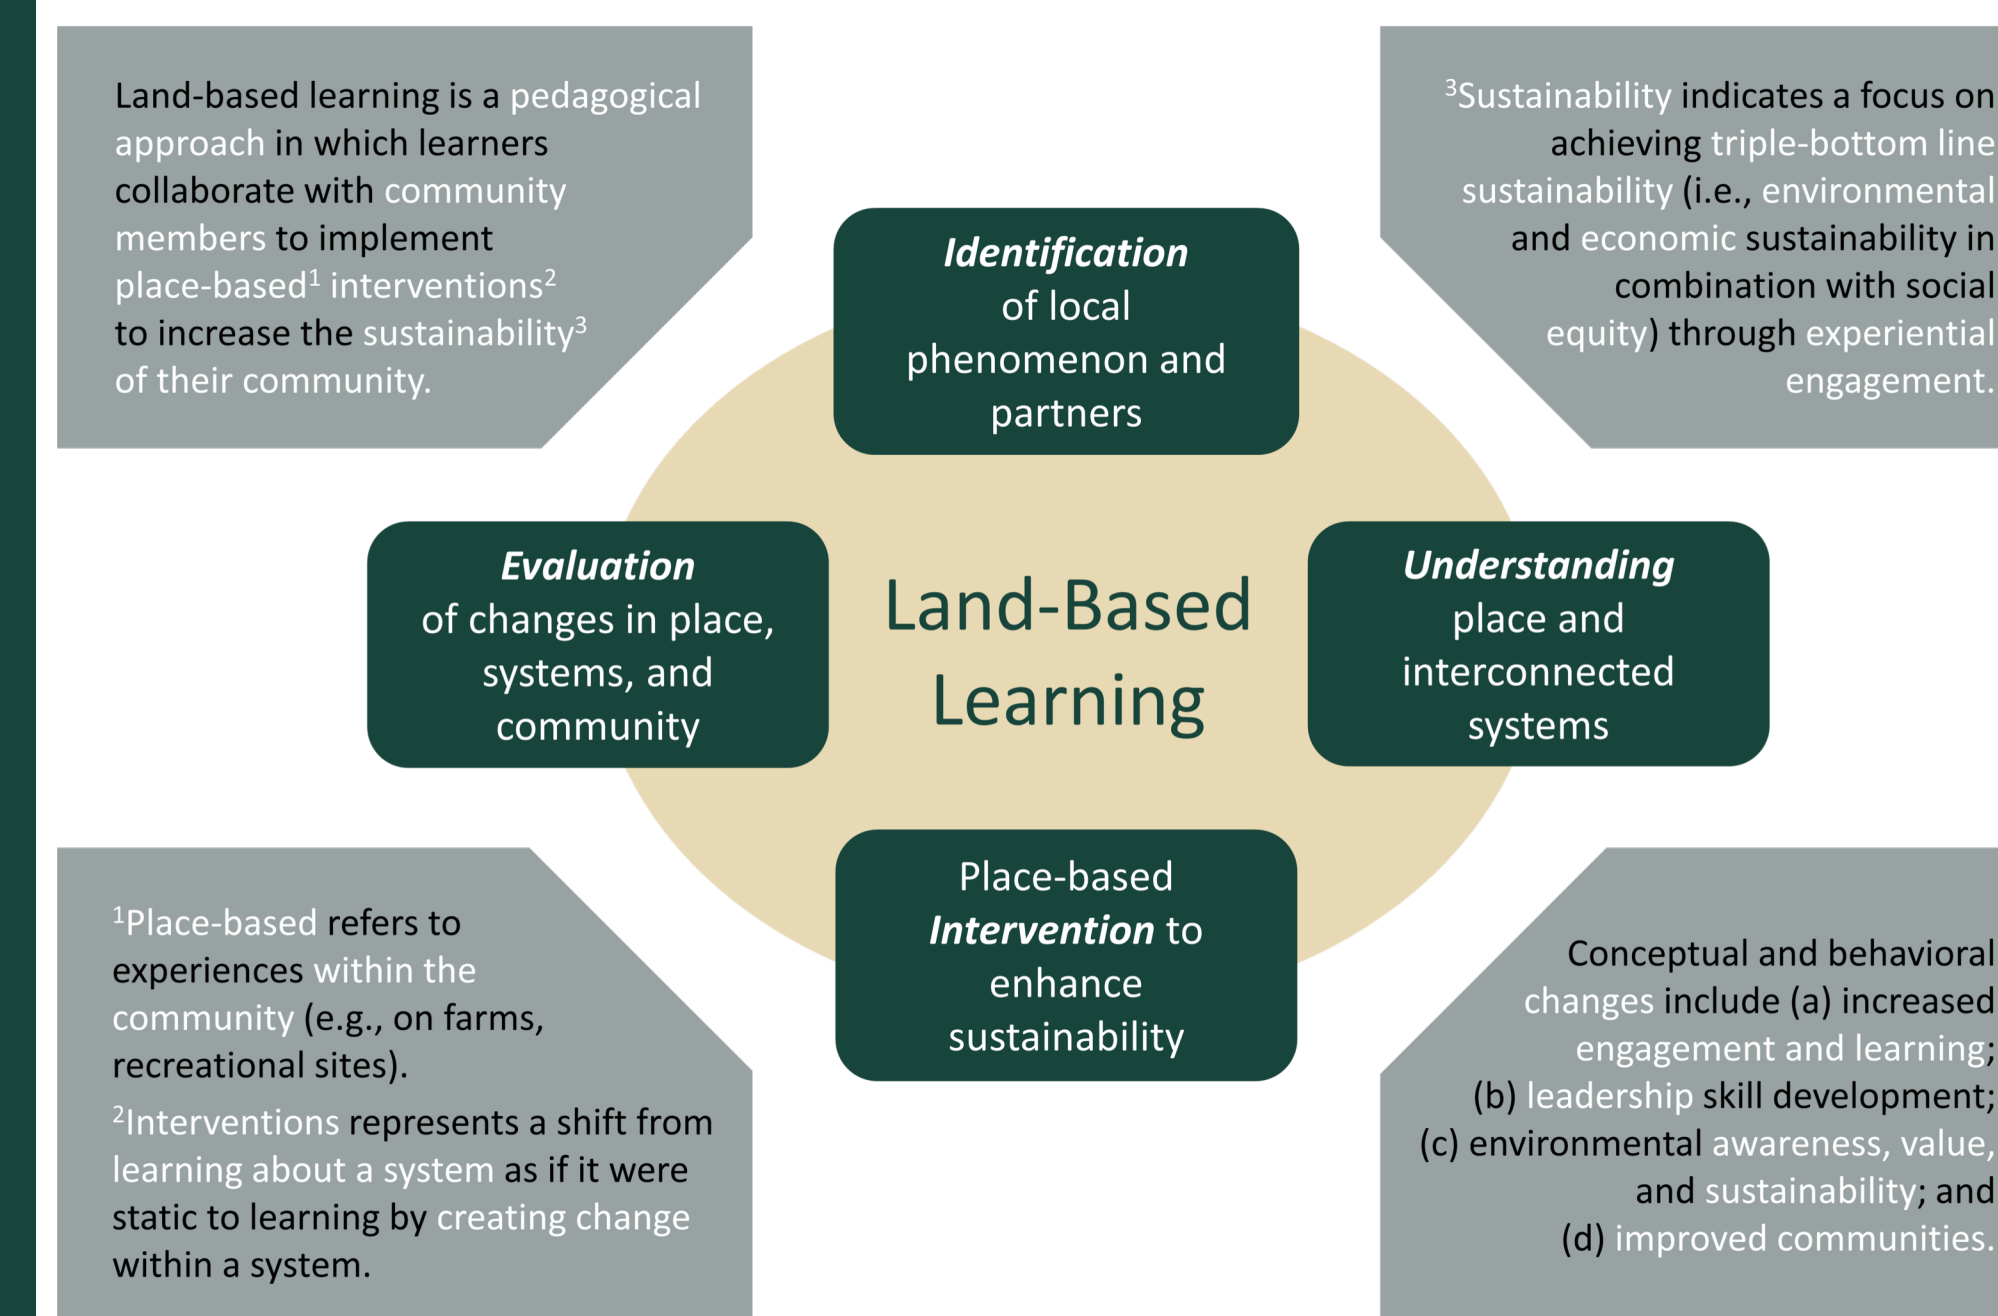 Land-based learning is a pedagogical
approach in which learners
collaborate with community
members to implement
place-based¹ interventions²
to increase the sustainability³
of their community.
³Sustainability indicates a focus on
achieving triple-bottom line
sustainability (i.e., environmental
and economic sustainability in
combination with social
equity) through experiential
engagement.
Identification
of local
phenomenon and
partners
Evaluation
of changes in place,
systems, and
community
Land-Based
Learning
Understanding
place and
interconnected
systems
Place-based
Intervention to
enhance
sustainability
¹Place-based refers to
experiences within the
community (e.g., on farms,
recreational sites).
²Interventions represents a shift from
learning about a system as if it were
static to learning by creating change
within a system.
Conceptual and behavioral
changes include (a) increased
engagement and learning;
(b) leadership skill development;
(c) environmental awareness, value,
and sustainability; and
(d) improved communities.